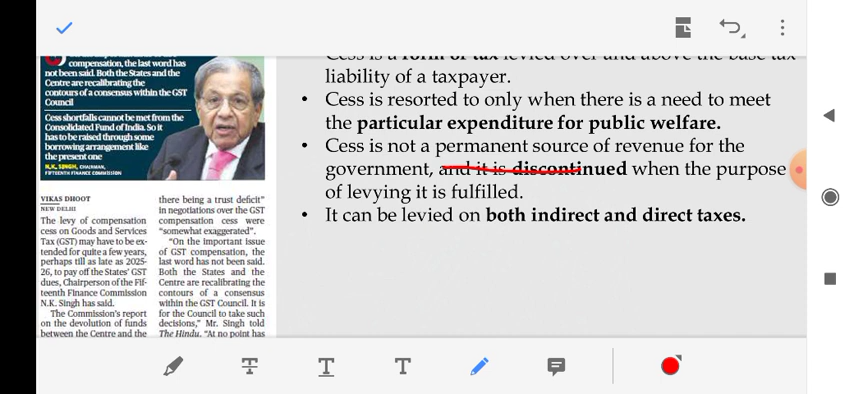 compensation, the last word has
not been said. Both the States and the
Centre are recalibrating the
contours of a consensus within the GST
Council
Cess shortfalls cannot be met from the
Consolidated Fund of India. So it
has to be raised through some
borrowing arrangement like
the present one
N.K. SINGH, CHAIRMAN,
FIFTEENTH FINANCE COMMISSION
VIKAS DHOOT
NEW DELHI
The levy of compensation
cess on Goods and Services
Tax (GST) may have to be ex-
tended for quite a few years,
perhaps till as late as 2025-
26, to pay off the States' GST
dues, Chairperson of the Fif-
teenth Finance Commission
N.K. Singh has said.
The Commission's report
on the devolution of funds
between the Centre and the
there being a trust deficit"
in negotiations over the GST
compensation cess were
"somewhat exaggerated".
"On the important issue
of GST compensation, the
last word has not been said.
Both the States and the
Centre are recalibrating the
contours of a consensus
within the GST Council. It is
for the Council to take such
decisions," Mr. Singh told
The Hindu. "At no point has
Cess is a form of tax levied over and above the base tax
liability of a taxpayer.
• Cess is resorted to only when there is a need to meet
the particular expenditure for public welfare.
• Cess is not a permanent source of revenue for the
government, and it is discontinued when the purpose
of levying it is fulfilled.
• It can be levied on both indirect and direct taxes.
T T T